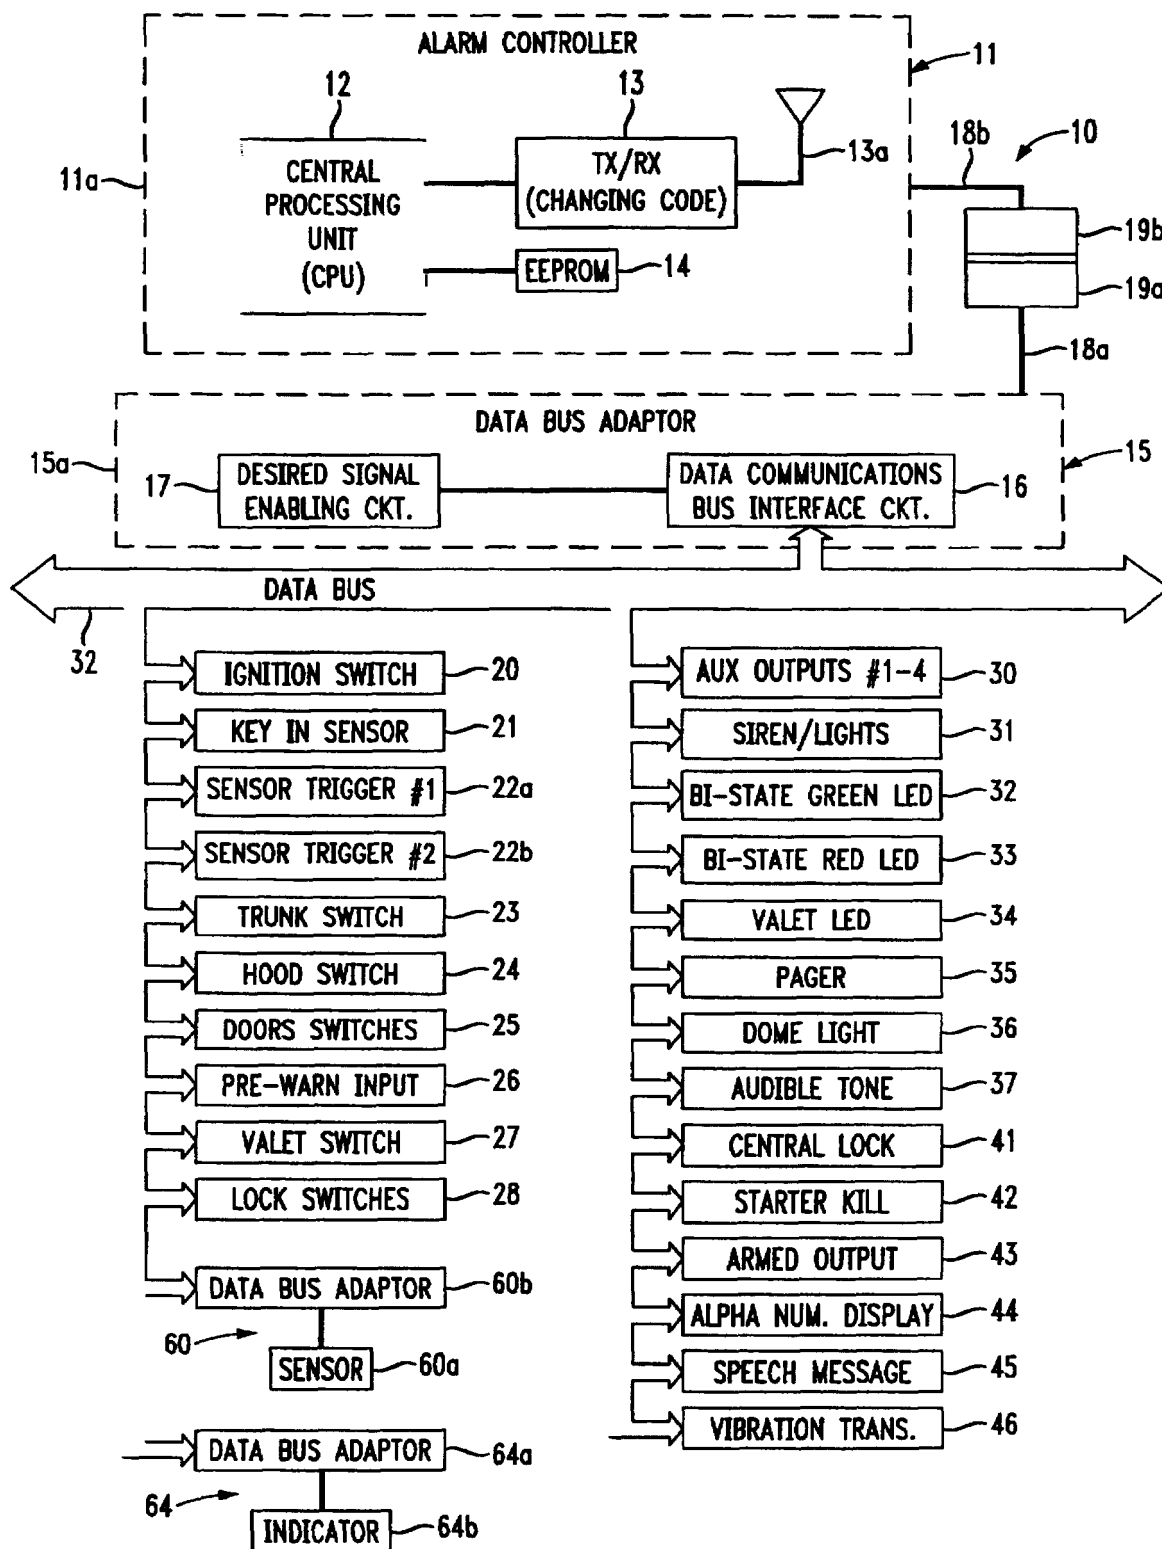 ALARM CONTROLLER
11
12
13
13a
18b
10
11a
CENTRAL
PROCESSING
UNIT
(CPU)
TX/RX
(CHANGING CODE)
EEPROM
14
19b
19a
18a
DATA BUS ADAPTOR
15a
15
17
DESIRED SIGNAL
ENABLING CKT.
DATA COMMUNICATIONS
BUS INTERFACE CKT.
16
DATA BUS
32
IGNITION SWITCH
20
KEY IN SENSOR
21
SENSOR TRIGGER #1
22a
SENSOR TRIGGER #2
22b
TRUNK SWITCH
23
HOOD SWITCH
24
DOORS SWITCHES
25
PRE-WARN INPUT
26
VALET SWITCH
27
LOCK SWITCHES
28
DATA BUS ADAPTOR
60b
60
SENSOR
60a
DATA BUS ADAPTOR
64a
64
INDICATOR
64b
AUX OUTPUTS #1-4
30
SIREN/LIGHTS
31
BI-STATE GREEN LED
32
BI-STATE RED LED
33
VALET LED
34
PAGER
35
DOME LIGHT
36
AUDIBLE TONE
37
CENTRAL LOCK
41
STARTER KILL
42
ARMED OUTPUT
43
ALPHA NUM. DISPLAY
44
SPEECH MESSAGE
45
VIBRATION TRANS.
46